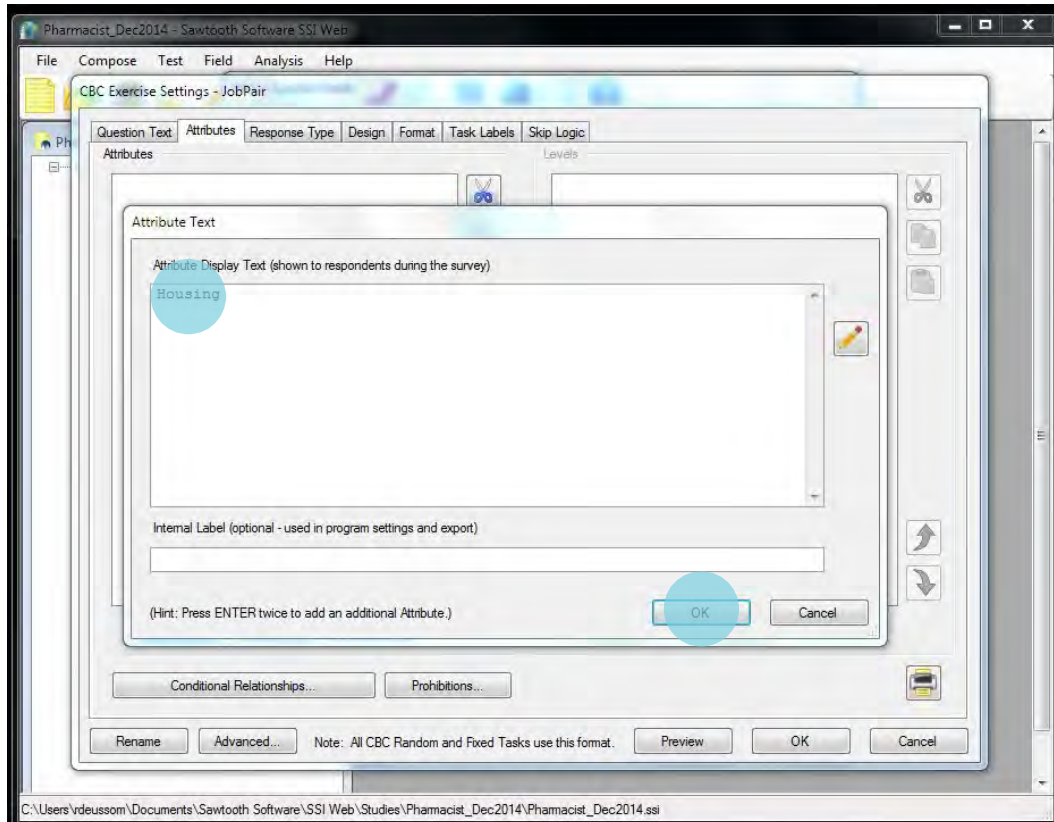 Pharmacist_Dec2014 - Sawtooth Software SSI Web
File Compose Test Field Analysis Help
CBC Exercise Settings - JobPair
Question Text Attributes Response Type Design Format Task Labels Skip Logic
Ph
Attributes Levels
Attribute Text
Attribute Display Text (shown to respondents during the survey)
Housing
Internal Label (optional - used in program settings and export)
(Hint: Press ENTER twice to add an additional Attribute.) OK Cancel
Conditional Relationships... Prohibitions...
Rename Advanced... Note: All CBC Random and Fixed Tasks use this format. Preview OK Cancel
C:\Users\rdeussom\Documents\Sawtooth Software\SSI Web\Studies\Pharmacist_Dec2014\Pharmacist_Dec2014.ssi